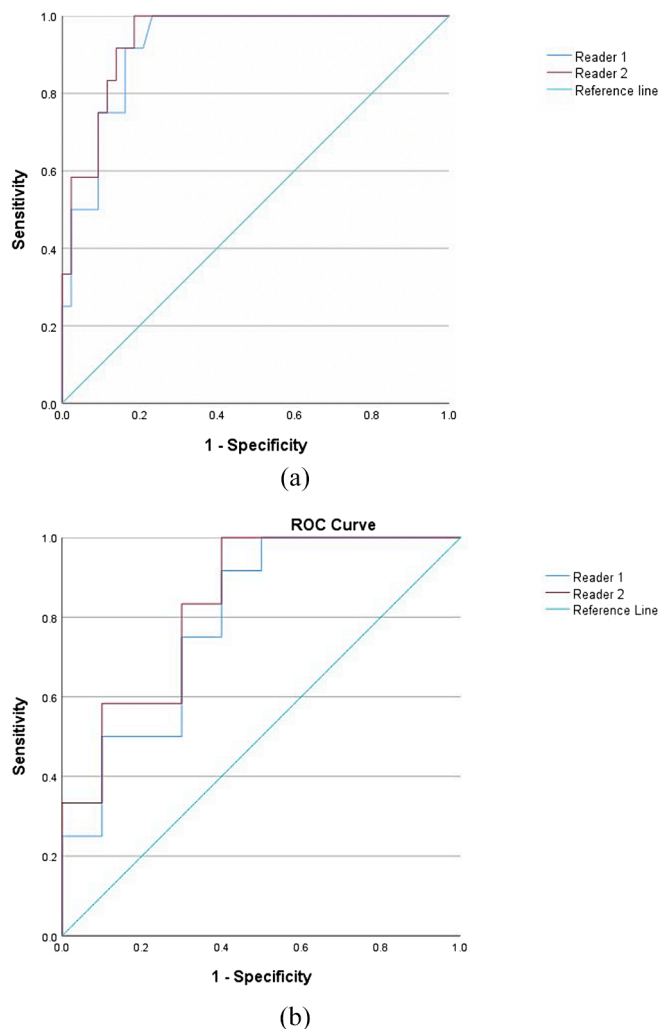 1.0
0.8
0.6
0.4
0.2
0.0
Sensitivity
0.0 0.2 0.4 0.6 0.8 1.0
1 - Specificity
Reader 1
Reader 2
Reference line
(a)
ROC Curve
1.0
0.8
0.6
0.4
0.2
0.0
Sensitivity
0.0 0.2 0.4 0.6 0.8 1.0
1 - Specificity
Reader 1
Reader 2
Reference Line
(b)